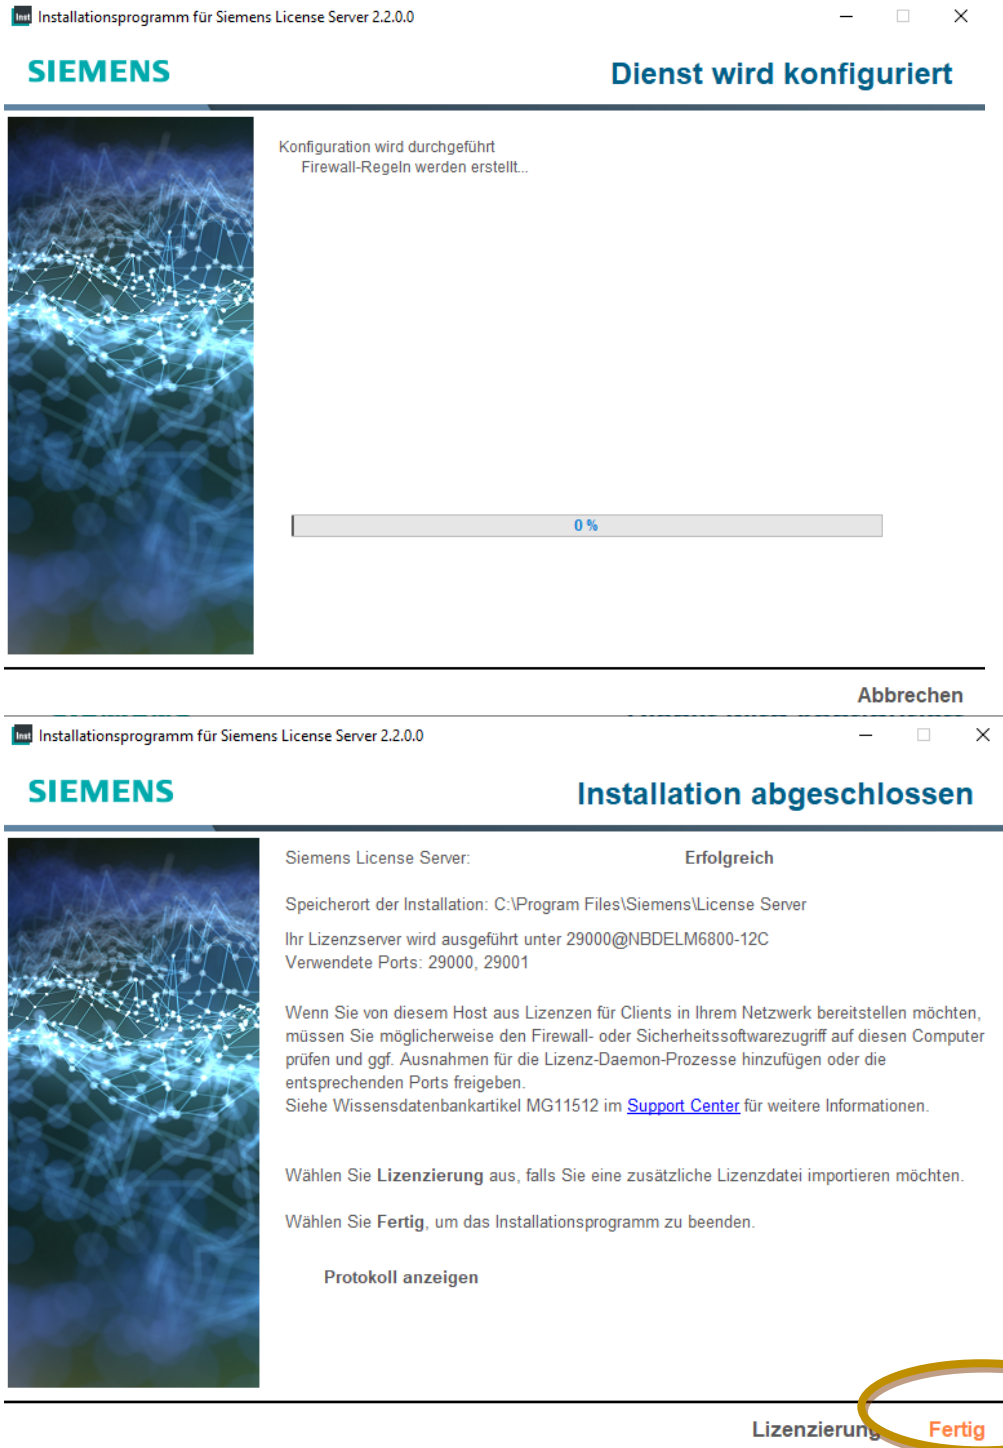 Inst Installationsprogramm für Siemens License Server 2.2.0.0
SIEMENS
Dienst wird konfiguriert
Konfiguration wird durchgeführt
Firewall-Regeln werden erstellt...
0 %
Abbrechen
Inst Installationsprogramm für Siemens License Server 2.2.0.0
SIEMENS
Installation abgeschlossen
Siemens License Server: Erfolgreich
Speicherort der Installation: C:\Program Files\Siemens\License Server
Ihr Lizenzserver wird ausgeführt unter 29000@NBDELM6800-12C
Verwendete Ports: 29000, 29001
Wenn Sie von diesem Host aus Lizenzen für Clients in Ihrem Netzwerk bereitstellen möchten,
müssen Sie möglicherweise den Firewall- oder Sicherheitssoftwarezugriff auf diesen Computer
prüfen und ggf. Ausnahmen für die Lizenz-Daemon-Prozesse hinzufügen oder die
entsprechenden Ports freigeben.
Siehe Wissensdatenbankartikel MG11512 im Support Center für weitere Informationen.
Wählen Sie Lizenzierung aus, falls Sie eine zusätzliche Lizenzdatei importieren möchten.
Wählen Sie Fertig, um das Installationsprogramm zu beenden.
Protokoll anzeigen
Lizenzierung Fertig